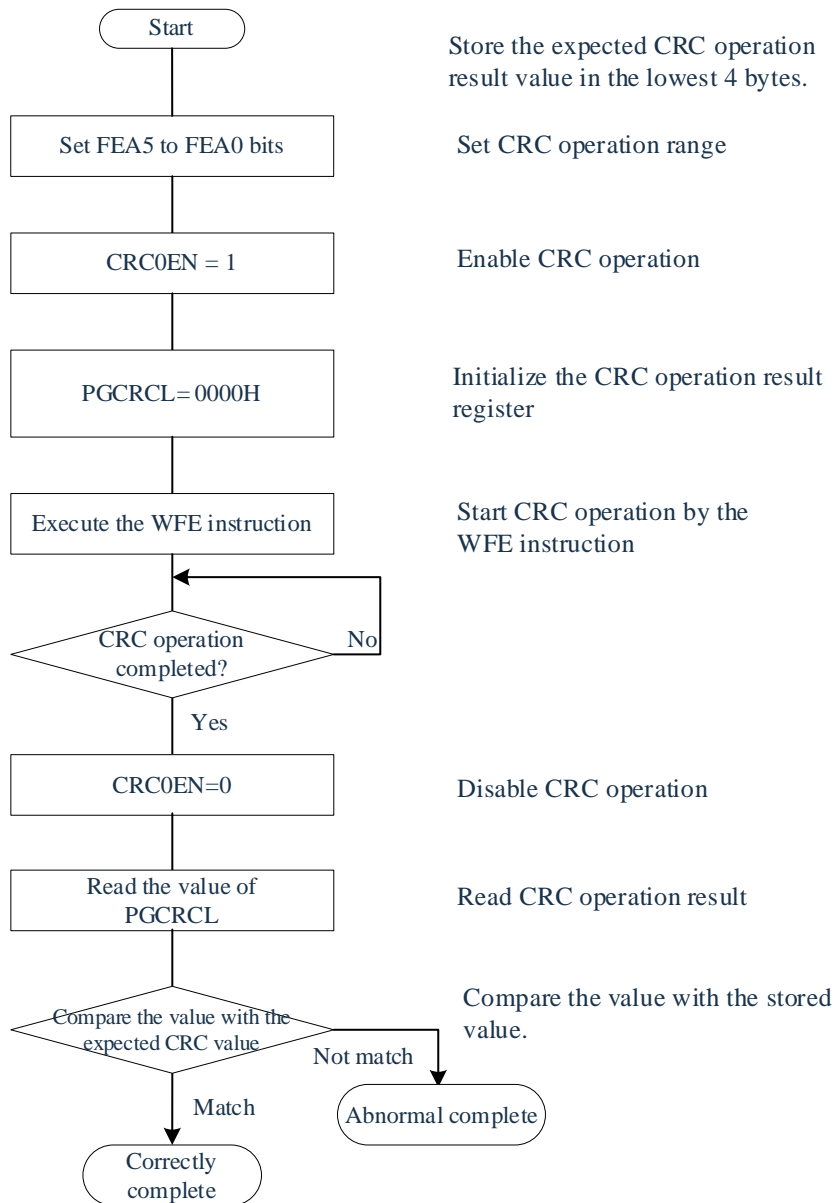 Start
Store the expected CRC operation
result value in the lowest 4 bytes.
Set FEA5 to FEA0 bits
Set CRC operation range
CRC0EN = 1
Enable CRC operation
PGCRCL= 0000H
Initialize the CRC operation result
register
Execute the WFE instruction
Start CRC operation by the
WFE instruction
CRC operation
completed?
No
Yes
CRC0EN=0
Disable CRC operation
Read the value of
PGCRCL
Read CRC operation result
Compare the value with the
expected CRC value
Compare the value with the stored
value.
Not match
Match
Abnormal complete
Correctly
complete